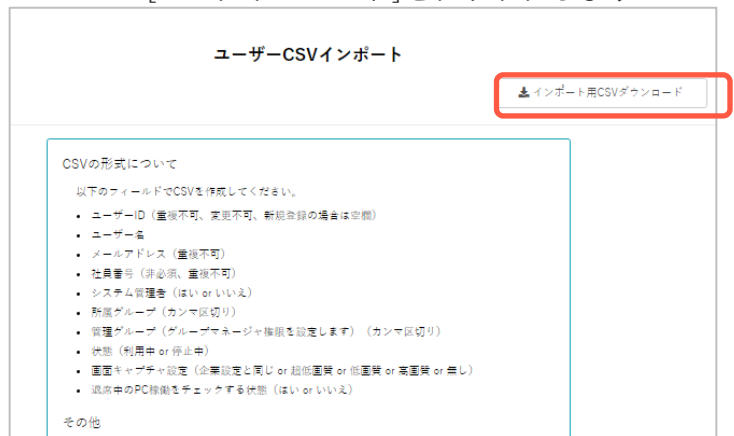 ユーザーCSVインポート
インポート用CSVダウンロード
CSVの形式について
以下のフィールドでCSVを作成してください。
• ユーザーID（重複不可、変更不可、新規登録の場合は空欄）
• ユーザー名
• メールアドレス（重複不可）
• 社員番号（非必須、重複不可）
• システム管理者（はい or いいえ）
• 所属グループ（カンマ区切り）
• 管理グループ（グループマネージャ権限を設定します）（カンマ区切り）
• 状態（利用中 or 停止中）
• 画面キャプチャ設定（企業設定と同じ or 超低画質 or 低画質 or 高画質 or 無し）
• 退席中のPC稼働をチェックする状態（はい or いいえ）
その他